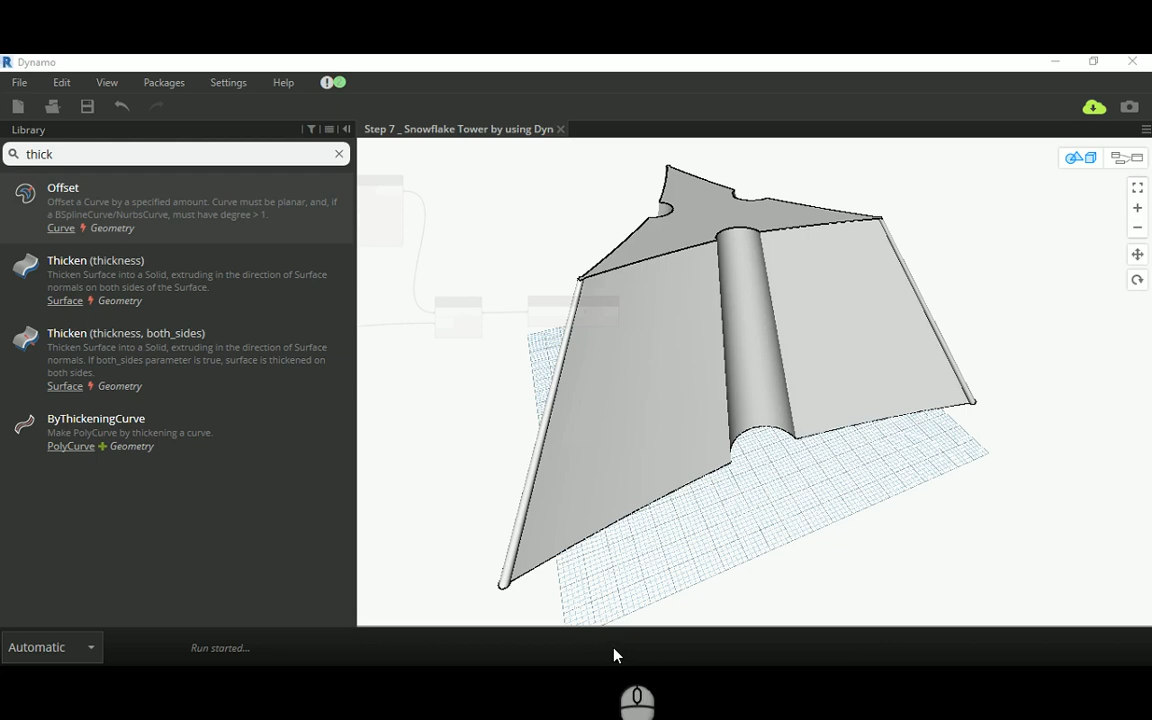 Dynamo
File Edit View Packages Settings Help
Library
Step 7 _ Snowflake Tower by using Dyn
thick
Offset
Offset a Curve by a specified amount. Curve must be planar, and, if
a BSplineCurve/NurbsCurve, must have degree > 1.
Curve Geometry
Thicken (thickness)
Thicken Surface into a Solid, extruding in the direction of Surface
normals on both sides of the Surface.
Surface Geometry
Thicken (thickness, both_sides)
Thicken Surface into a Solid, extruding in the direction of Surface
normals. If both_sides parameter is true, surface is thickened on
both sides.
Surface Geometry
ByThickeningCurve
Make PolyCurve by thickening a curve.
PolyCurve Geometry
Automatic
Run started...